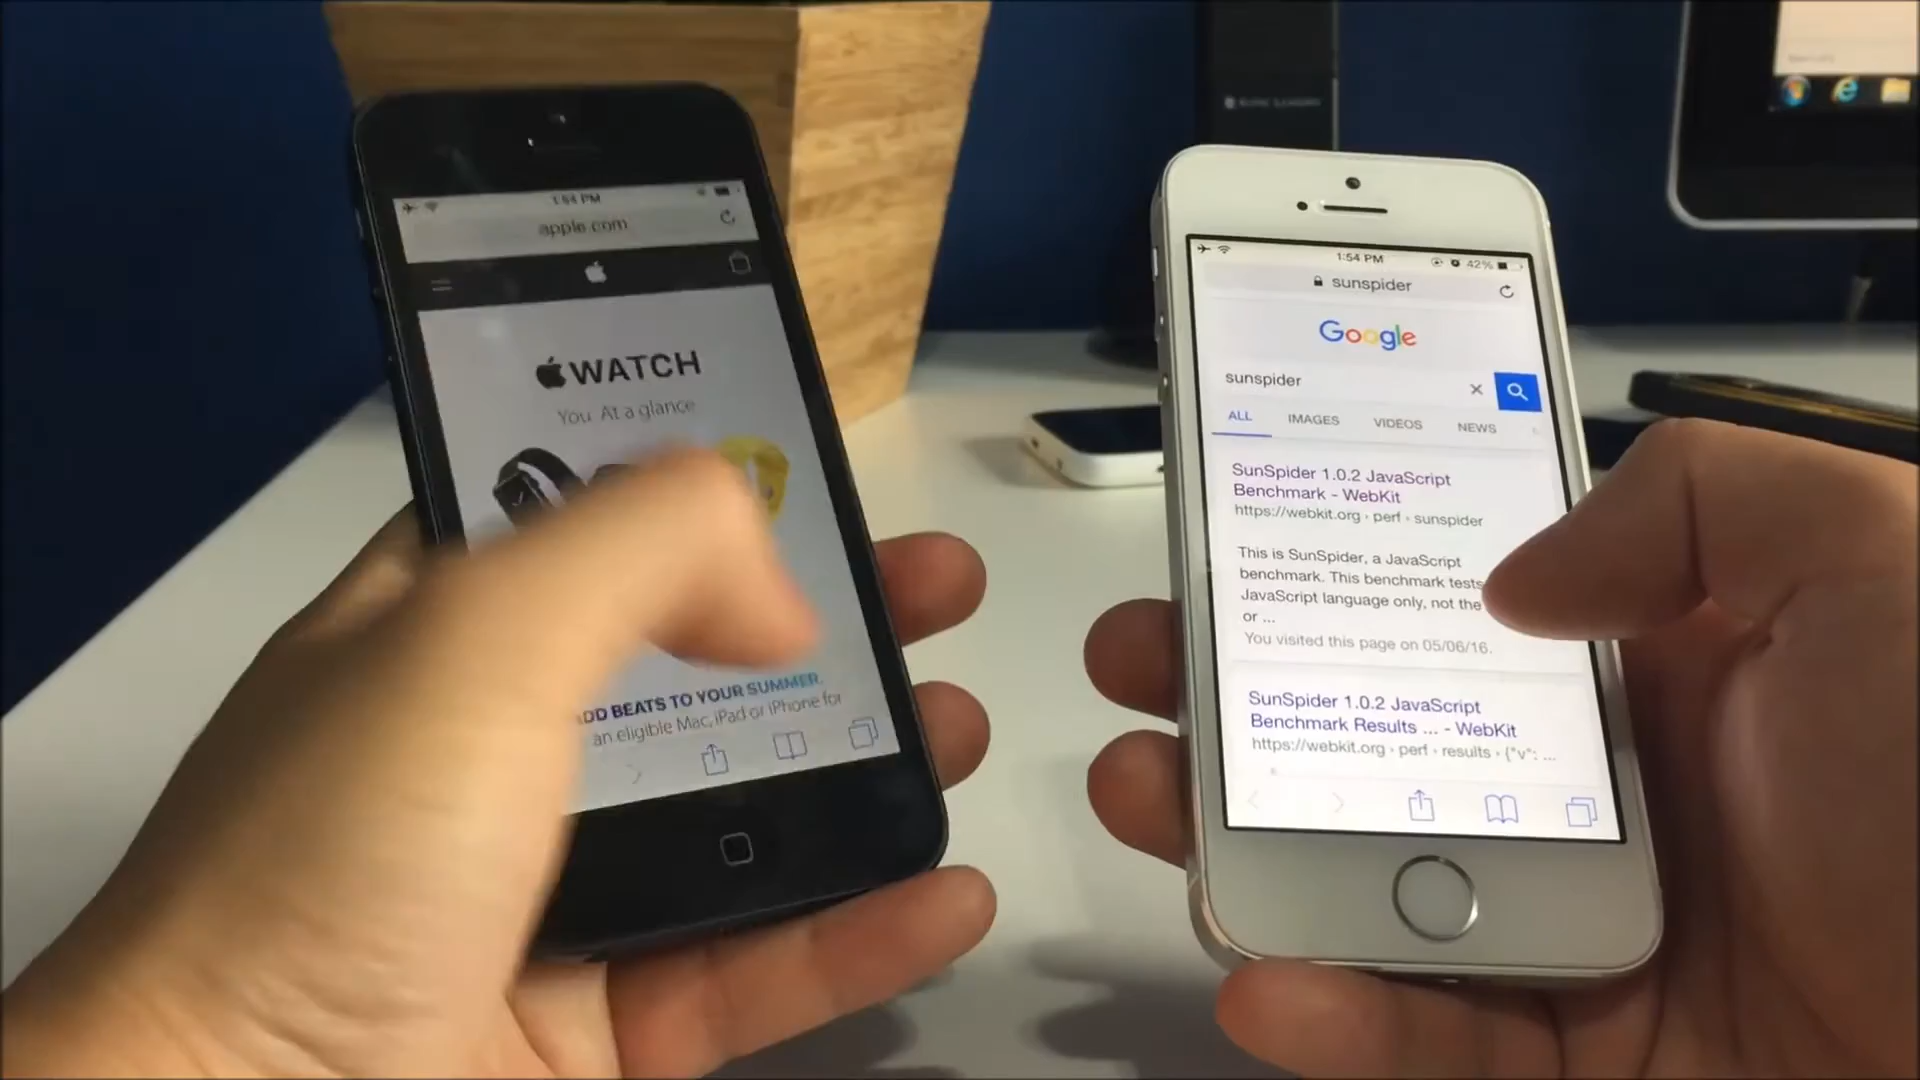 1:54 PM
apple.com
WATCH
You. At a glance
ADD BEATS TO YOUR SUMMER.
an eligible Mac, iPad or iPhone for
1:54 PM
42%
sunspider
Google
sunspider
ALL IMAGES VIDEOS NEWS
SunSpider 1.0.2 JavaScript
Benchmark - WebKit
https://webkit.org › perf › sunspider
This is SunSpider, a JavaScript
benchmark. This benchmark tests
JavaScript language only, not the
or ...
You visited this page on 05/06/16.
SunSpider 1.0.2 JavaScript
Benchmark Results ... - WebKit
https://webkit.org › perf › results › {"v": ...